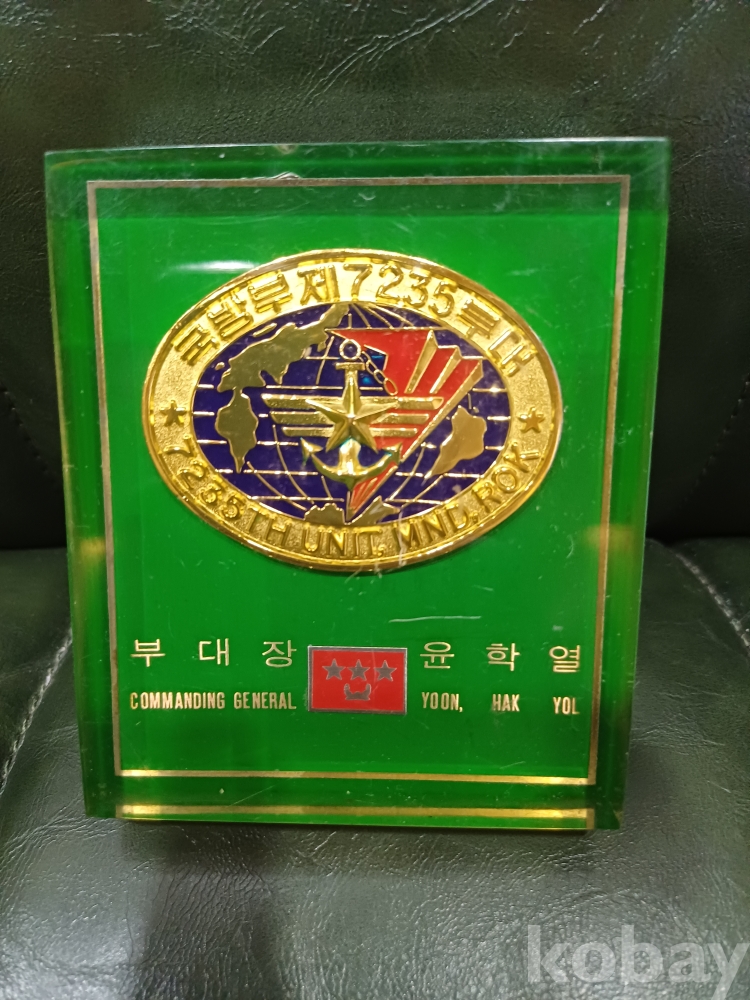 국방부제7235부대
7235TH. UNIT. MND. ROK
부 대 장 윤 학 열
COMMANDING GENERAL YOON, HAK YOL
kobay